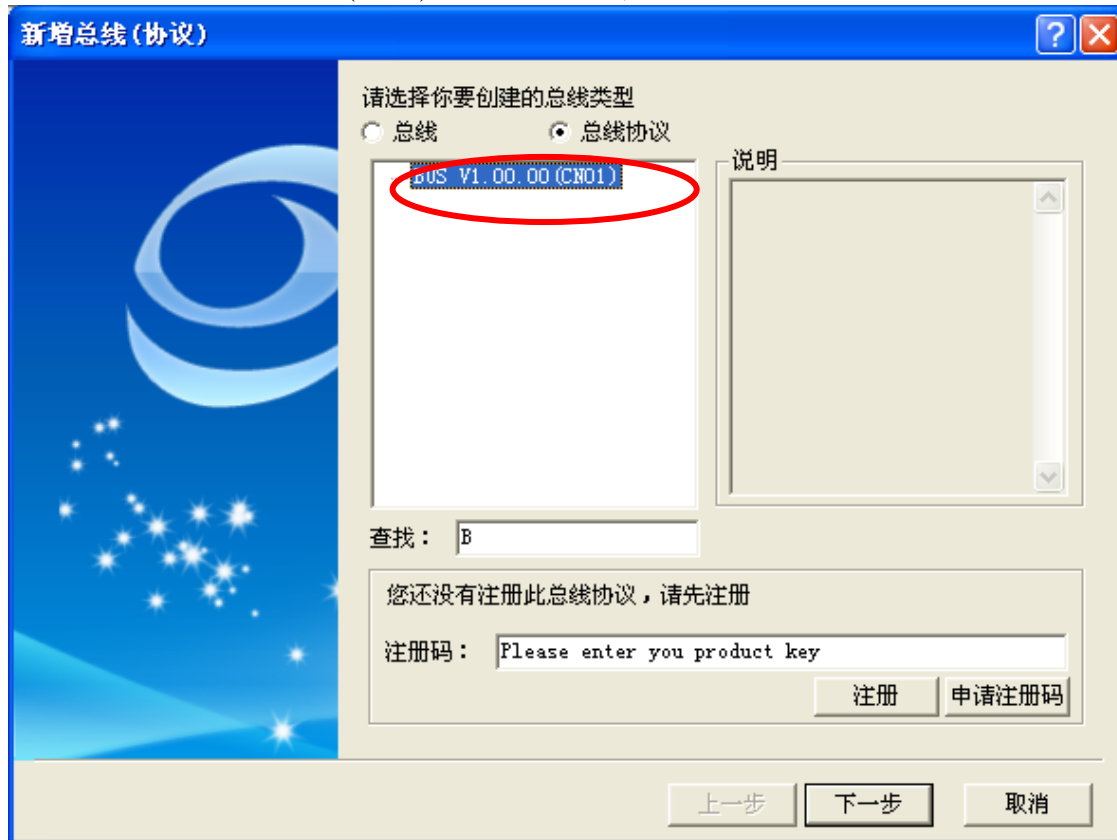 新增总线(协议)
请选择你要创建的总线类型
总线
总线协议
BUS V1.00.00(CN01)
说明
查找： B
您还没有注册此总线协议，请先注册
注册码： Please enter you product key
注册
申请注册码
上一步
下一步
取消